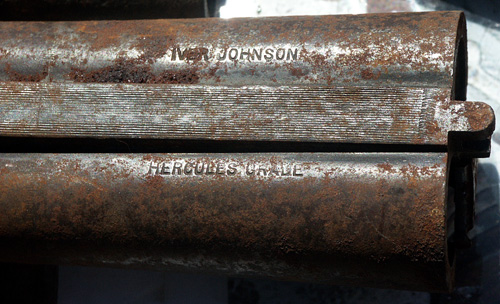 IVER JOHNSON
HERCULES GRADE